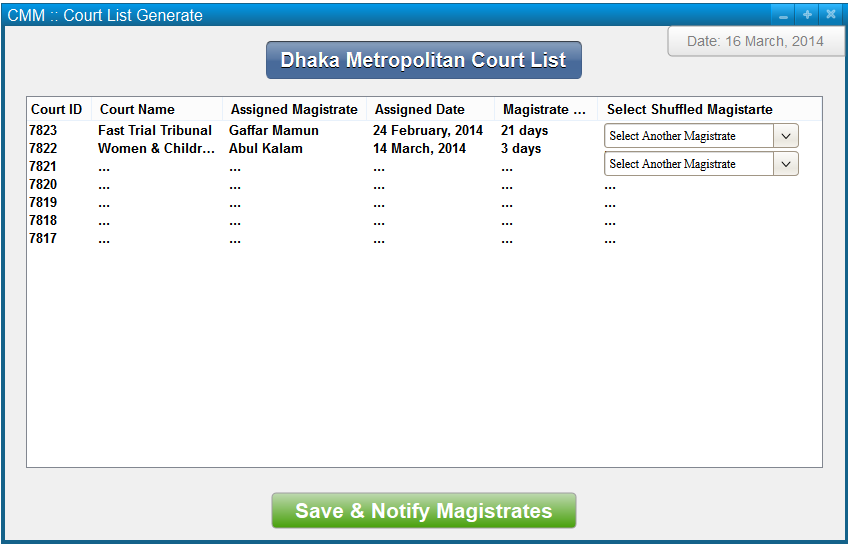 CMM :: Court List Generate
Date: 16 March, 2014
Dhaka Metropolitan Court List
Court ID Court Name Assigned Magistrate Assigned Date Magistrate ... Select Shuffled Magistarte
7823 Fast Trial Tribunal Gaffar Mamun 24 February, 2014 21 days Select Another Magistrate
7822 Women & Childr... Abul Kalam 14 March, 2014 3 days Select Another Magistrate
7821 ... ... ... ...
7820 ... ... ... ... ...
7819 ... ... ... ... ...
7818 ... ... ... ... ...
7817 ... ... ... ... ...
Save & Notify Magistrates